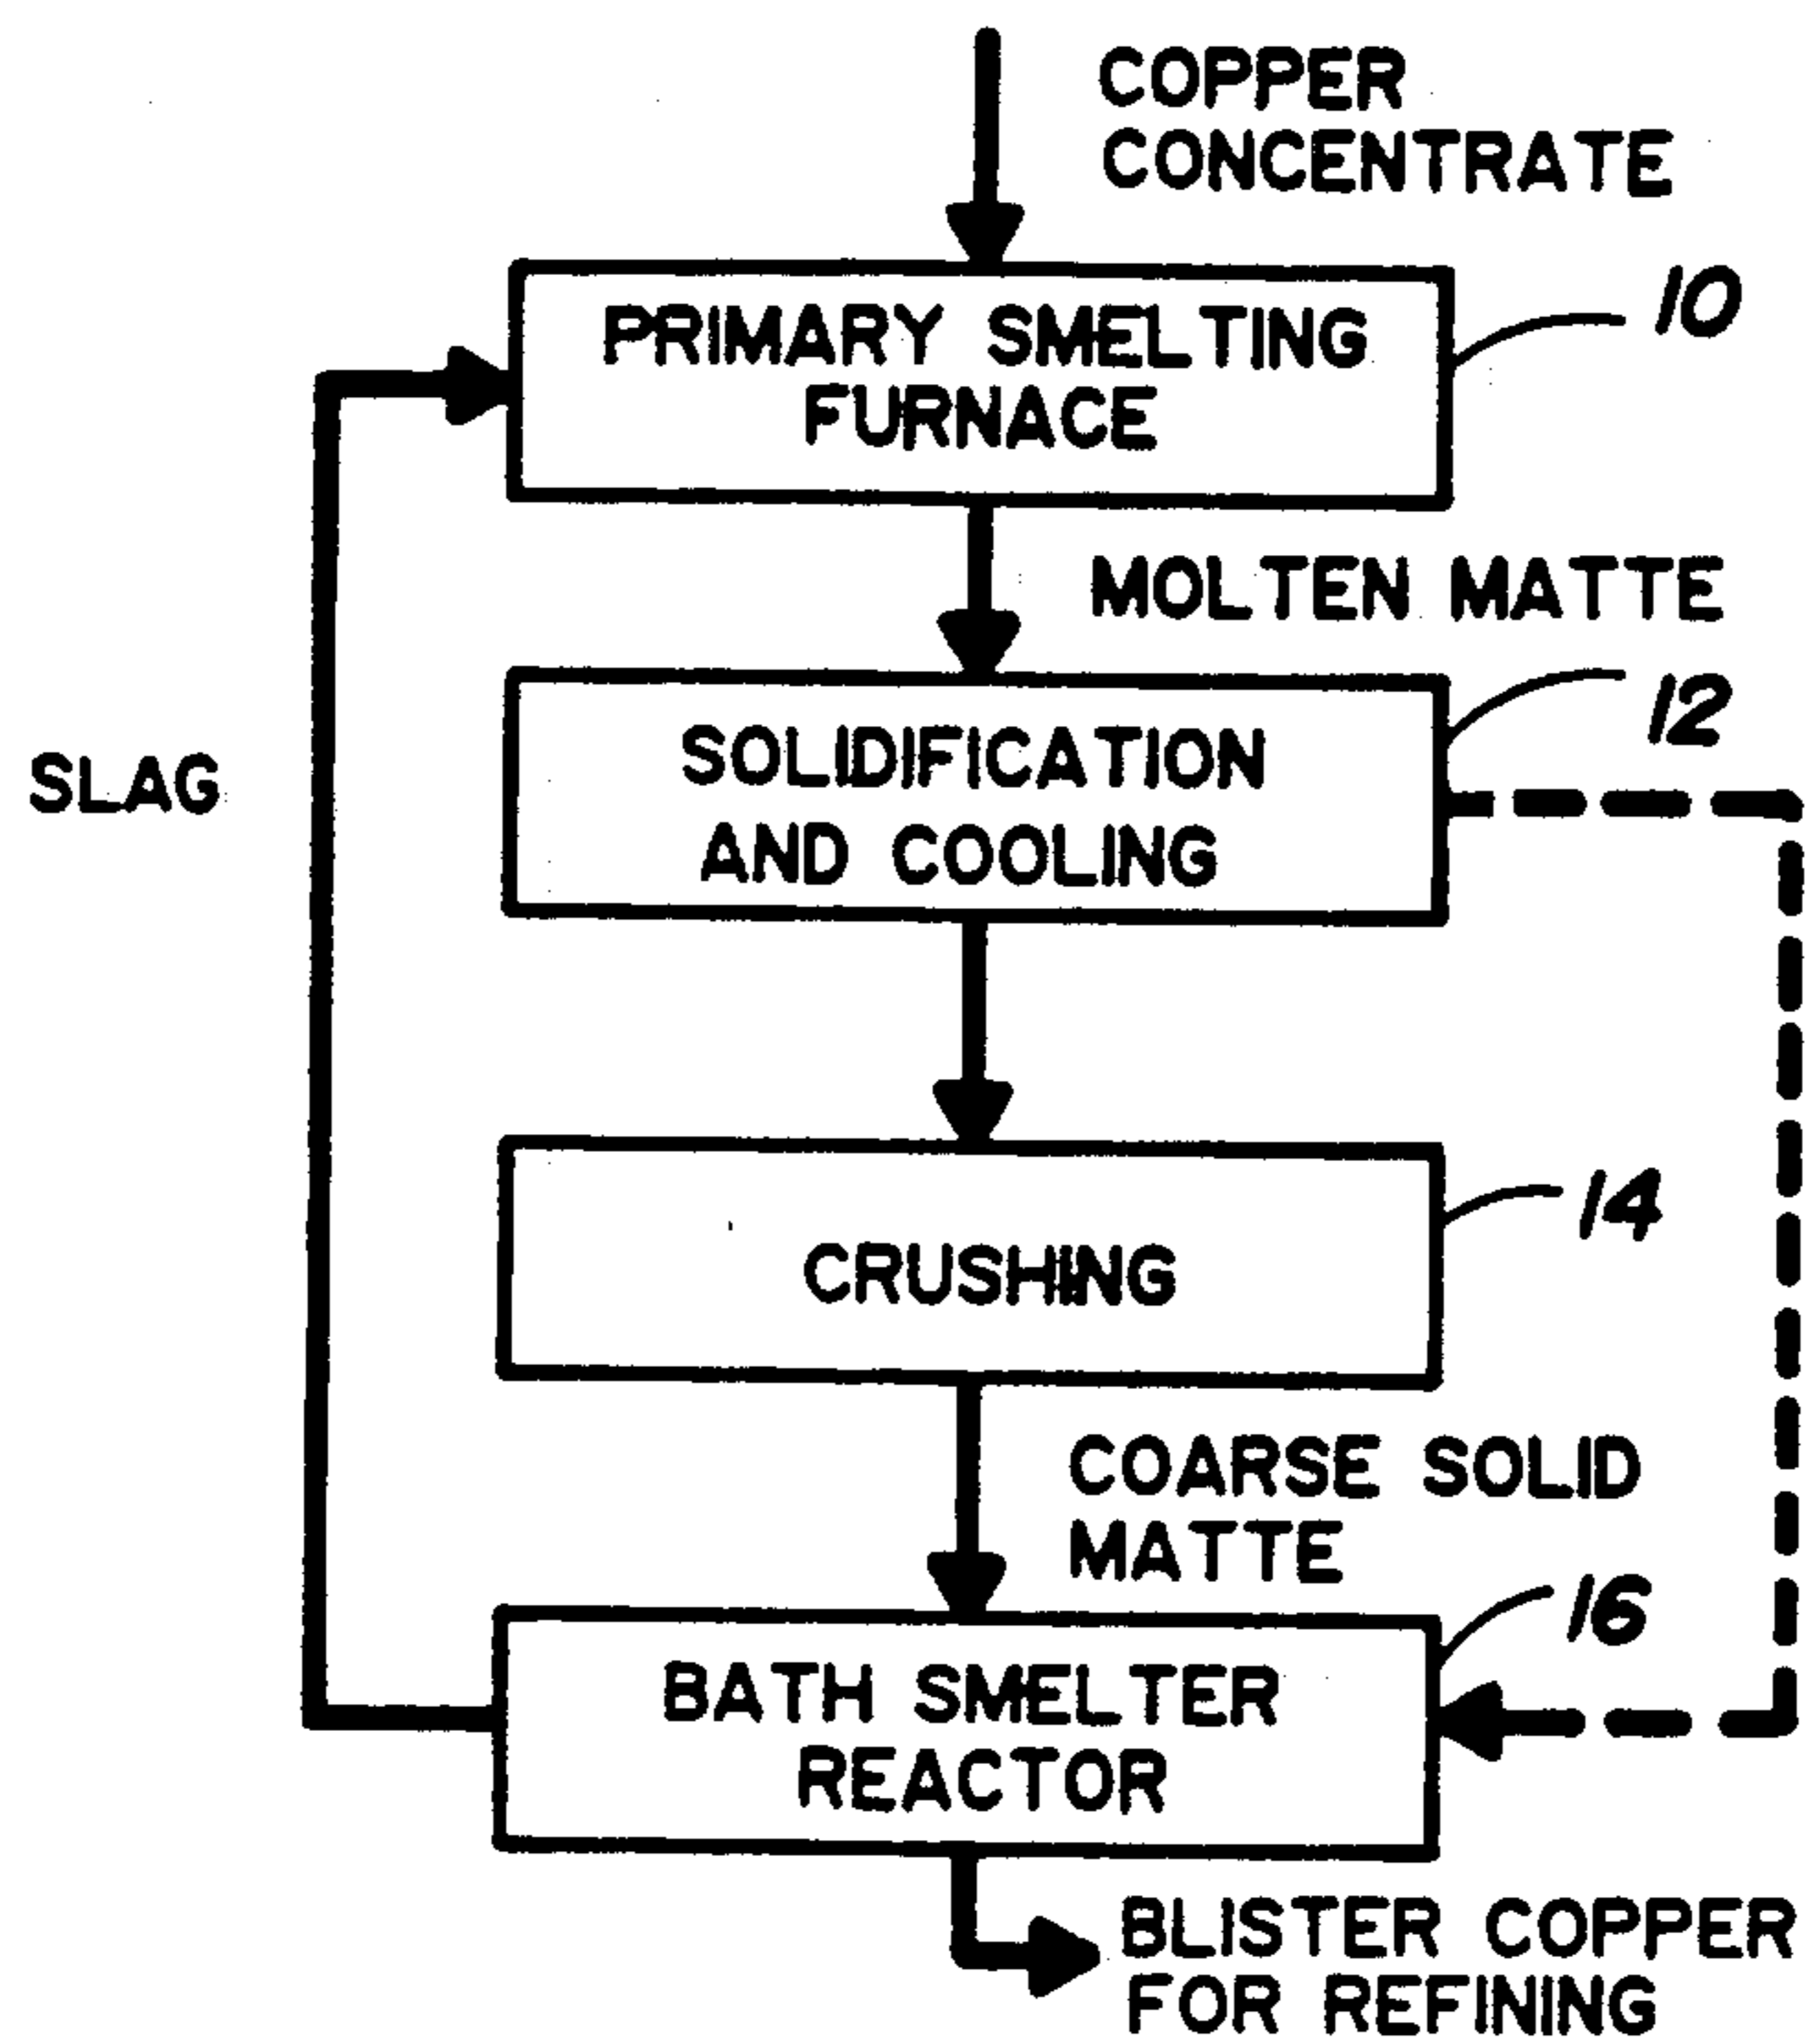 COPPER
CONCENTRATE
PRIMARY SMELTING
FURNACE
10
MOLTEN MATTE
SOLIDIFICATION
AND COOLING
12
SLAG
CRUSHING
14
COARSE SOLID
MATTE
BATH SMELTER
REACTOR
16
BLISTER COPPER
FOR REFINING